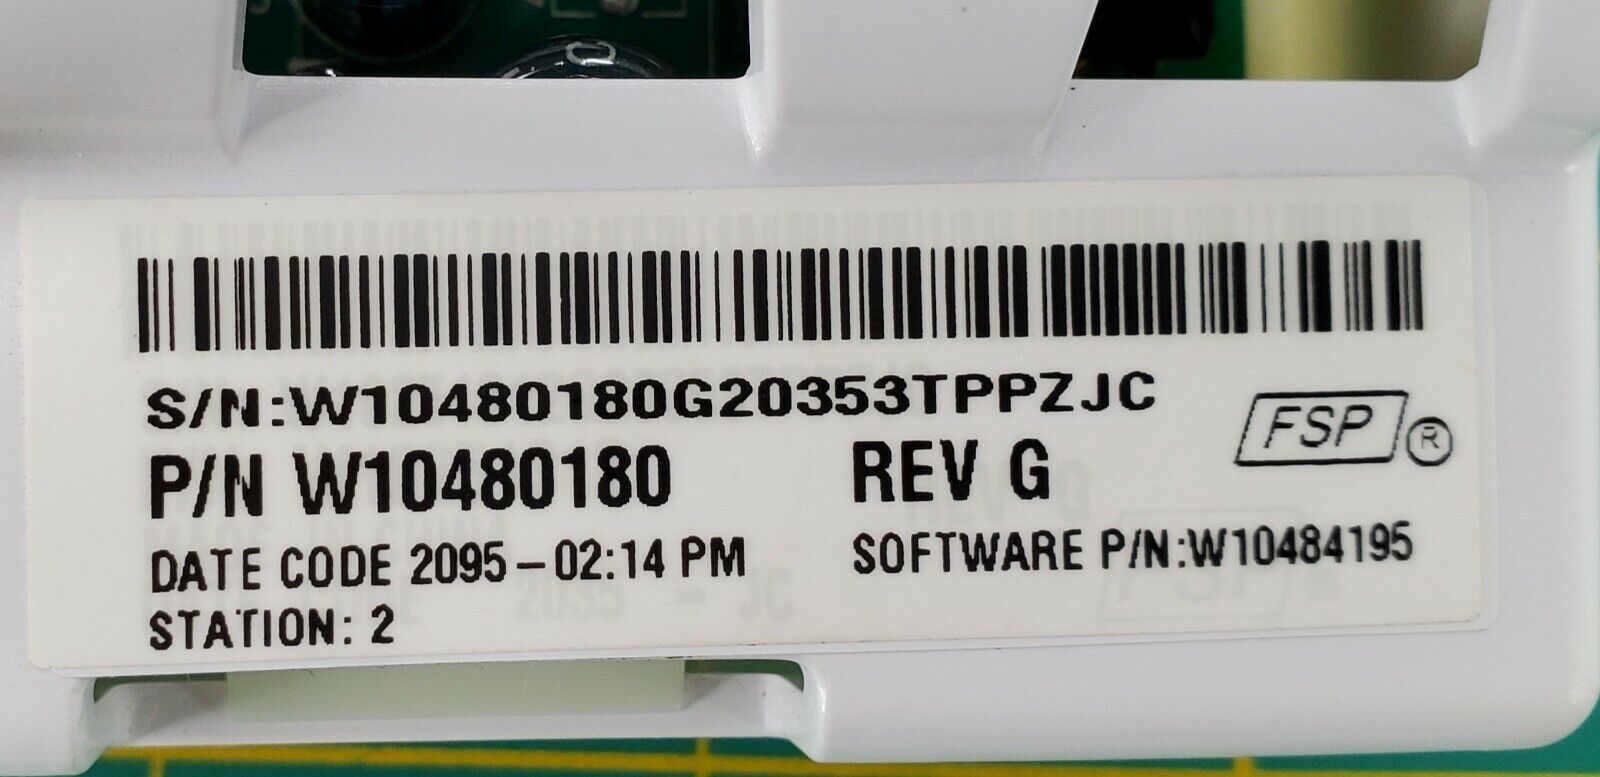 S/N:W10480180G20353TPPZJC
P/N W10480180 REV G
FSP ®
DATE CODE 2095-02:14 PM SOFTWARE P/N:W10484195
STATION: 2